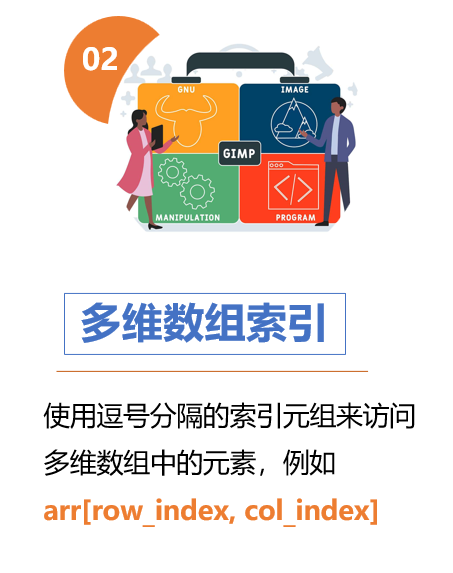 02
GNU
IMAGE
GIMP
MANIPULATION
PROGRAM
多维数组索引
使用逗号分隔的索引元组来访问
多维数组中的元素，例如
arr[row_index, col_index]